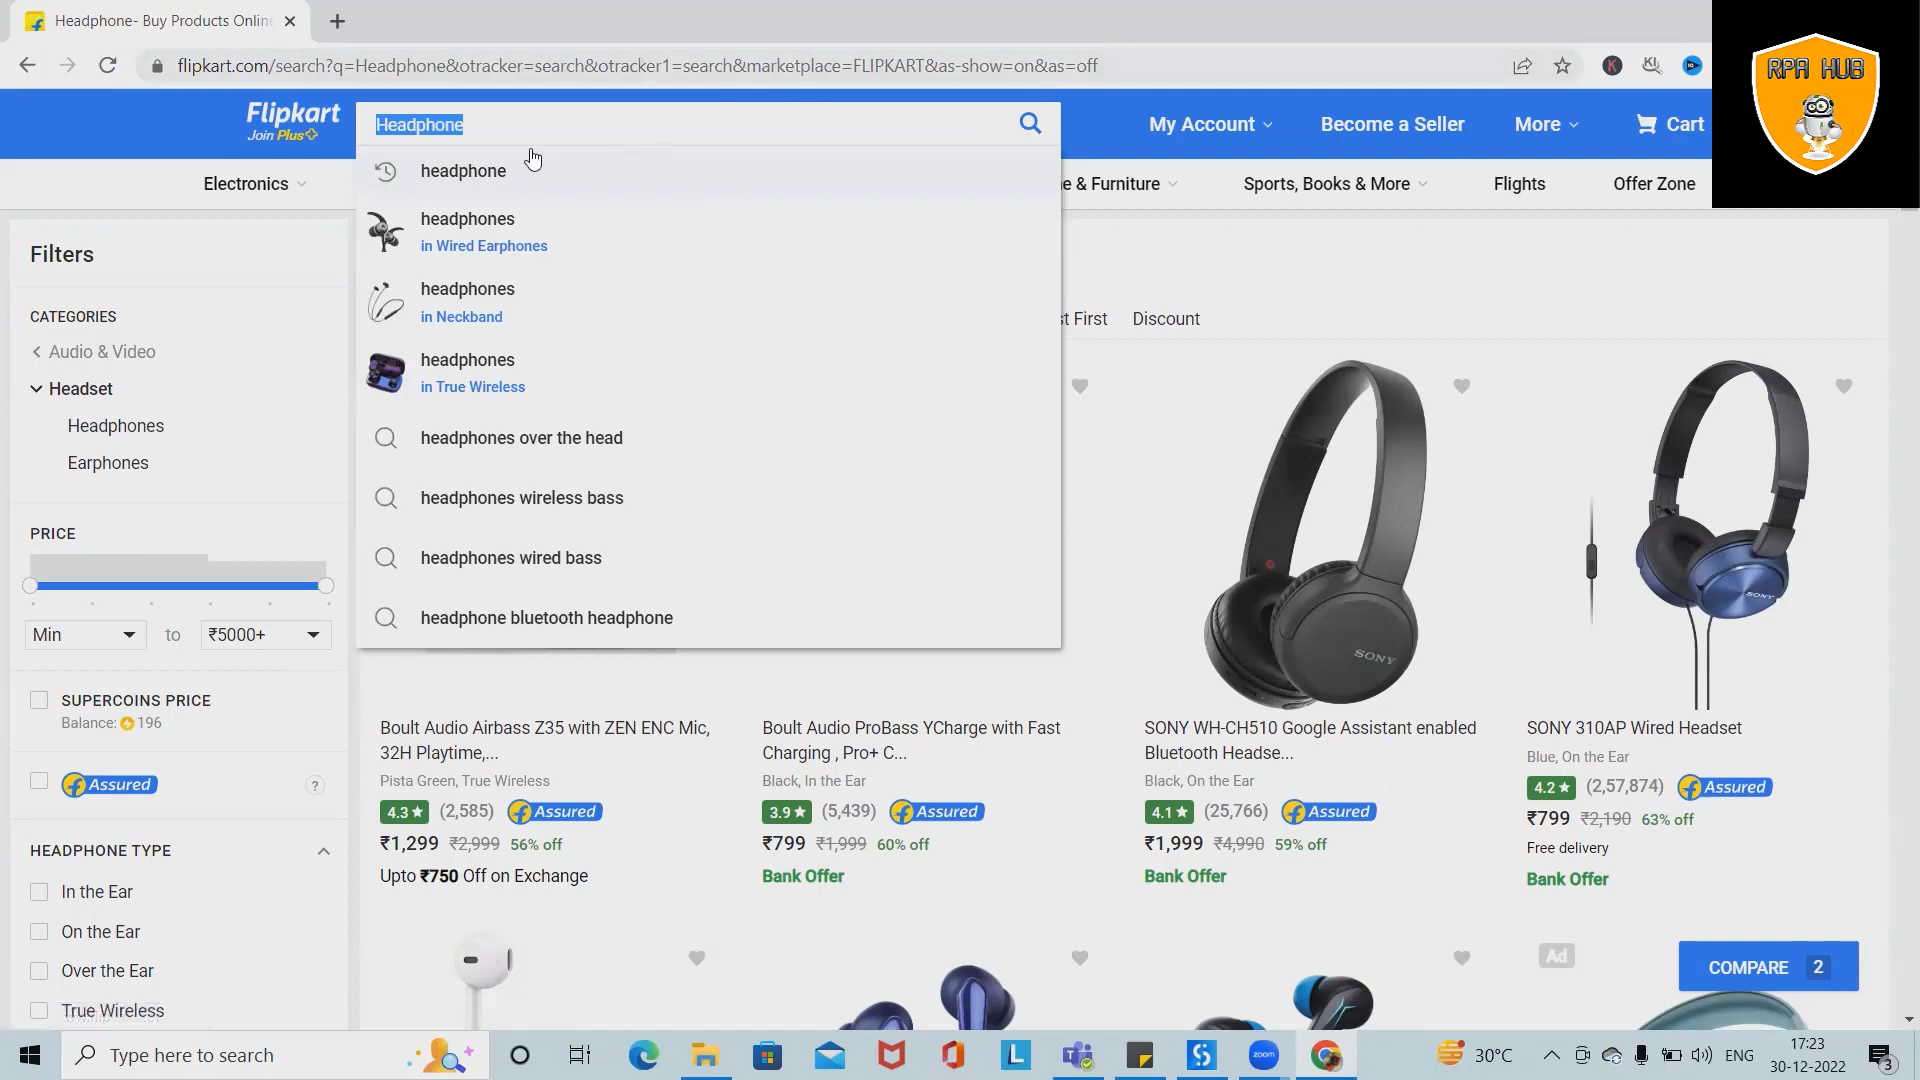 Headphone- Buy Products Onlin
flipkart.com/search?q=Headphone&otracker=search&otracker1=search&marketplace=FLIPKART&as-show=on&as=off
RPA HUB
Flipkart
Join Plus
Headphone
My Account
Become a Seller
More
Cart
Electronics
e & Furniture
Sports, Books & More
Flights
Offer Zone
headphone
headphones
in Wired Earphones
headphones
in Neckband
headphones
in True Wireless
headphones over the head
headphones wireless bass
headphones wired bass
headphone bluetooth headphone
Filters
CATEGORIES
Audio & Video
Headset
Headphones
Earphones
PRICE
Min to ₹5000+
SUPERCOINS PRICE
Balance: 196
Assured ?
HEADPHONE TYPE
In the Ear
On the Ear
Over the Ear
True Wireless
st First Discount
SONY
SONY
Boult Audio Airbass Z35 with ZEN ENC Mic,
32H Playtime,...
Pista Green, True Wireless
4.3 ★ (2,585) Assured
₹1,299 ₹2,999 56% off
Upto ₹750 Off on Exchange
Boult Audio ProBass YCharge with Fast
Charging , Pro+ C...
Black, In the Ear
3.9 ★ (5,439) Assured
₹799 ₹1,999 60% off
Bank Offer
SONY WH-CH510 Google Assistant enabled
Bluetooth Headse...
Black, On the Ear
4.1 ★ (25,766) Assured
₹1,999 ₹4,990 59% off
Bank Offer
SONY 310AP Wired Headset
Blue, On the Ear
4.2 ★ (2,57,874) Assured
₹799 ₹2,190 63% off
Free delivery
Bank Offer
Ad
COMPARE 2
Type here to search
L
zoom
30°C
ENG
17:23
30-12-2022
3